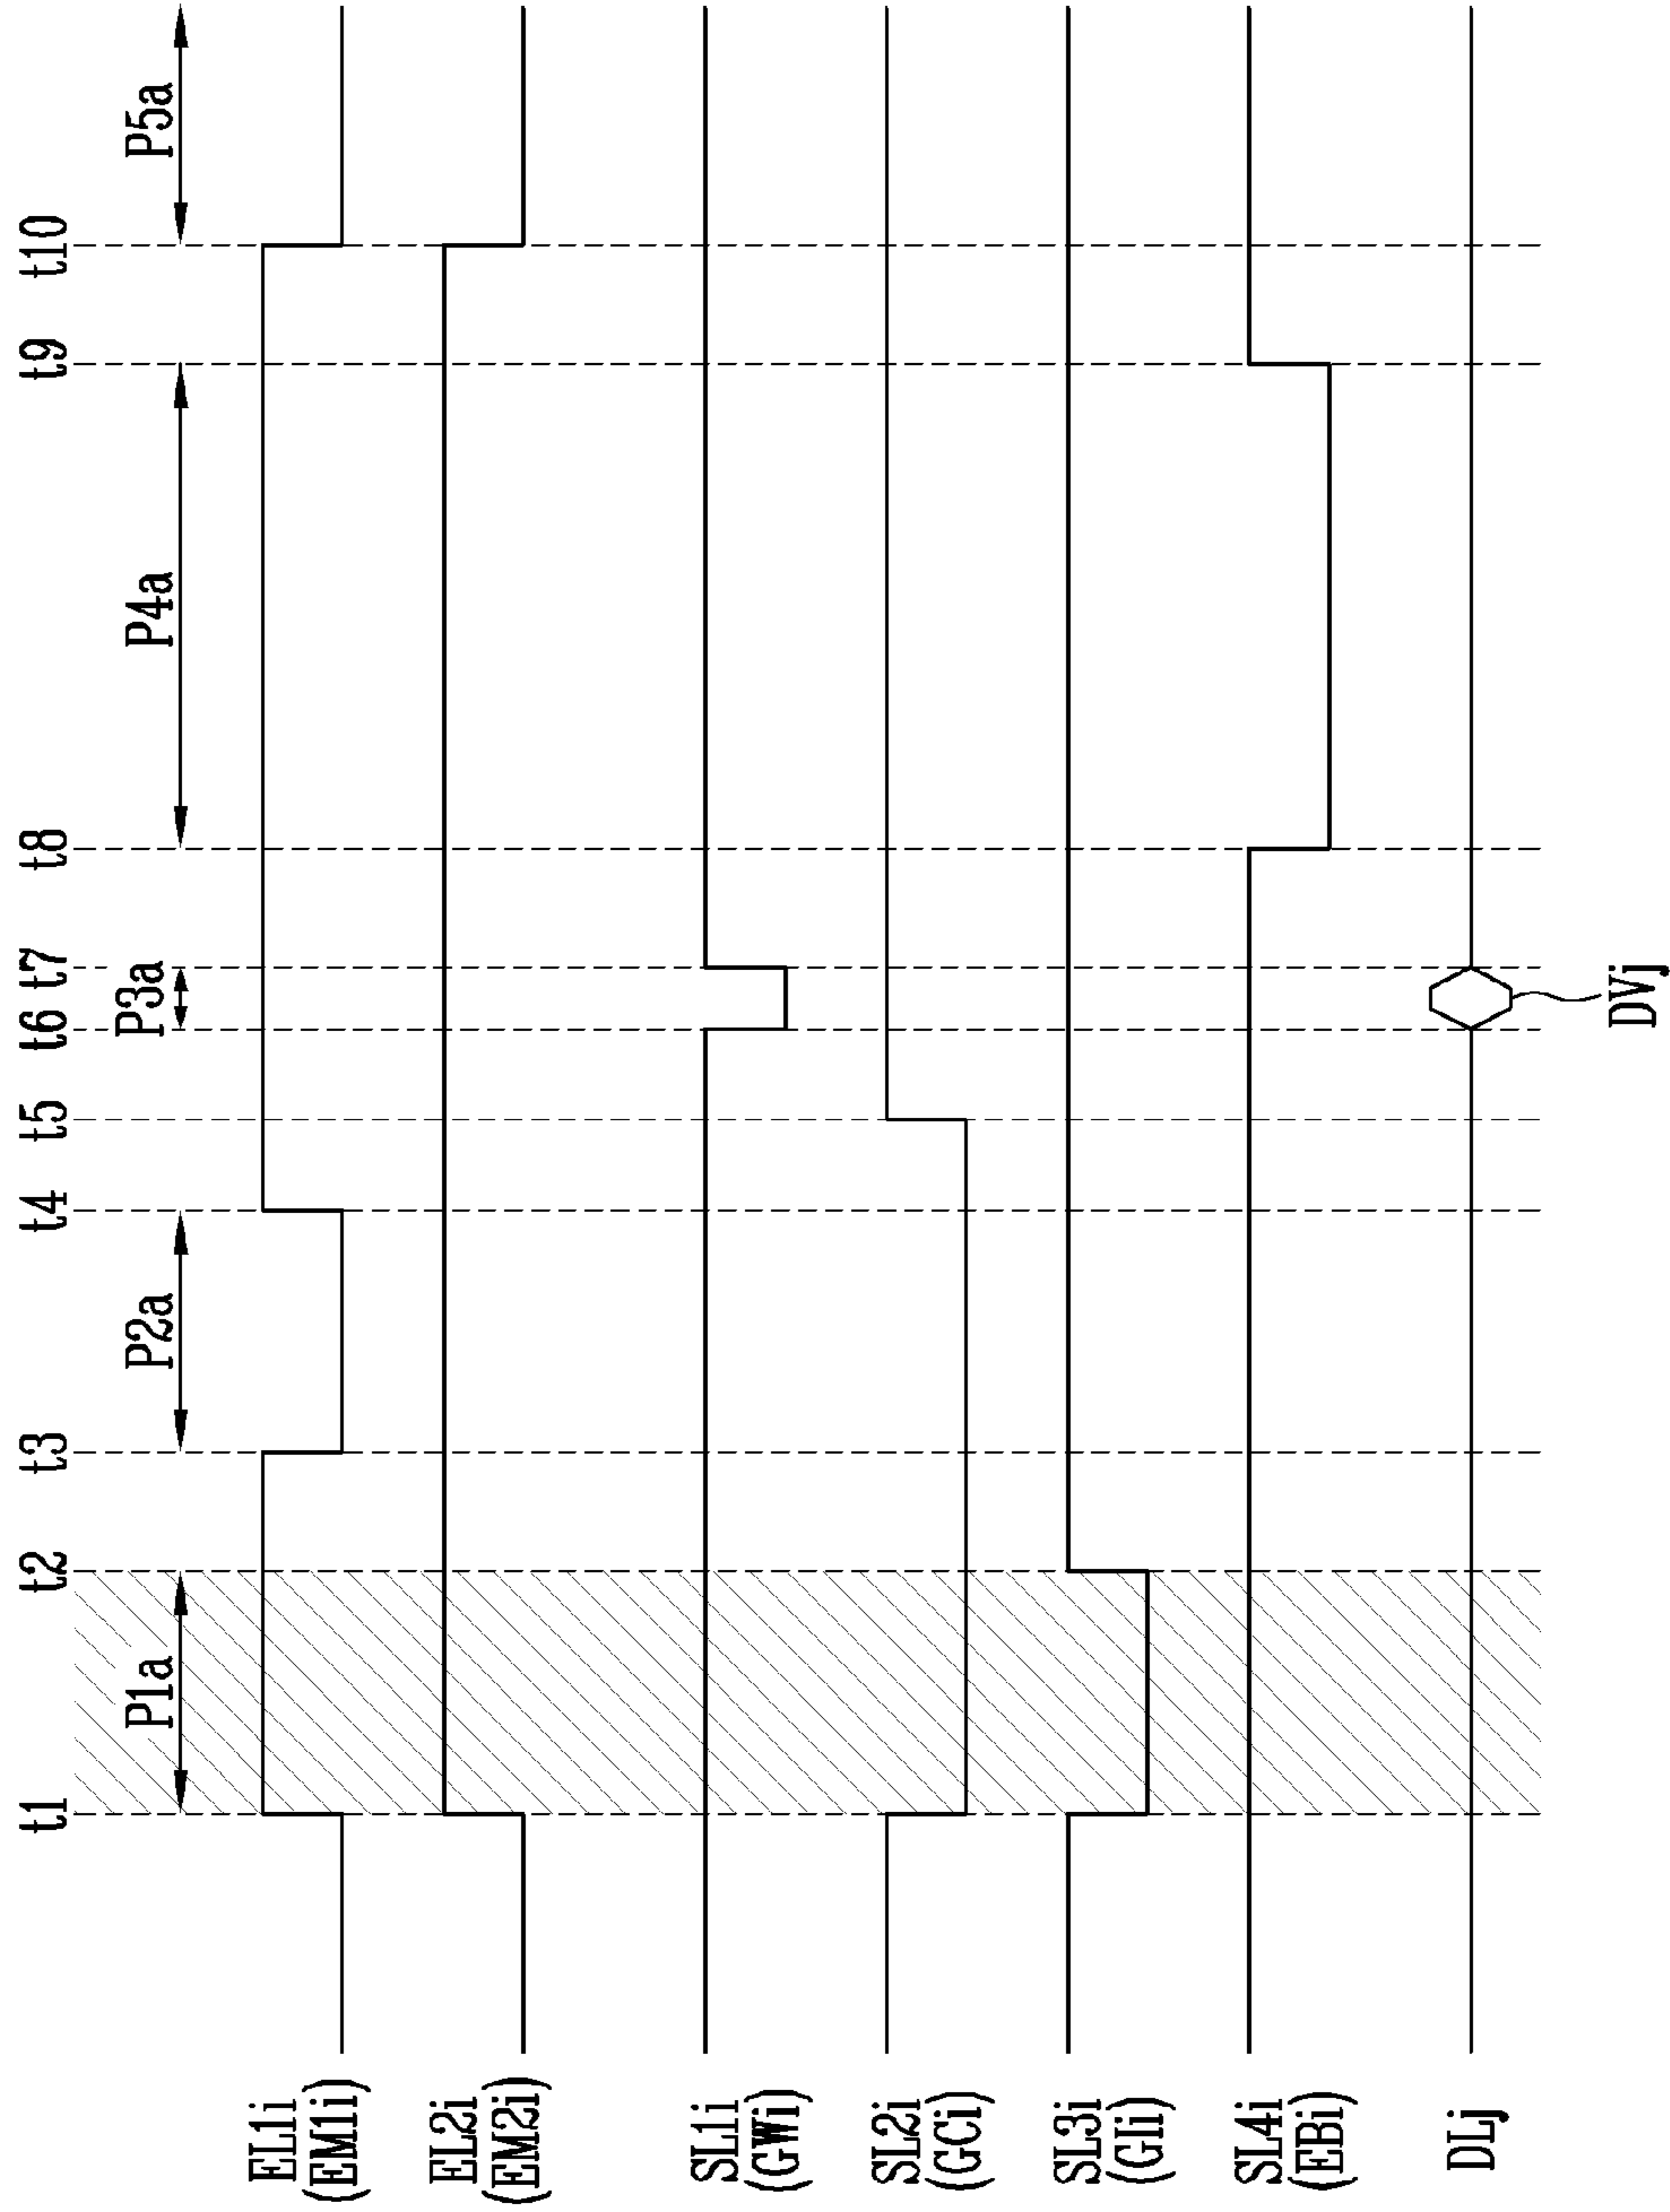 t1 t2 t3 t4 t5 t6 t7 t8 t9 t10
P1a P2a P3a P4a P5a
EL1i
(EM1i)
EL2i
(EM2i)
SL1i
(GWi)
SL2i
(GCi)
SL3i
(GIi)
SL4i
(EBi)
DLj
DVj